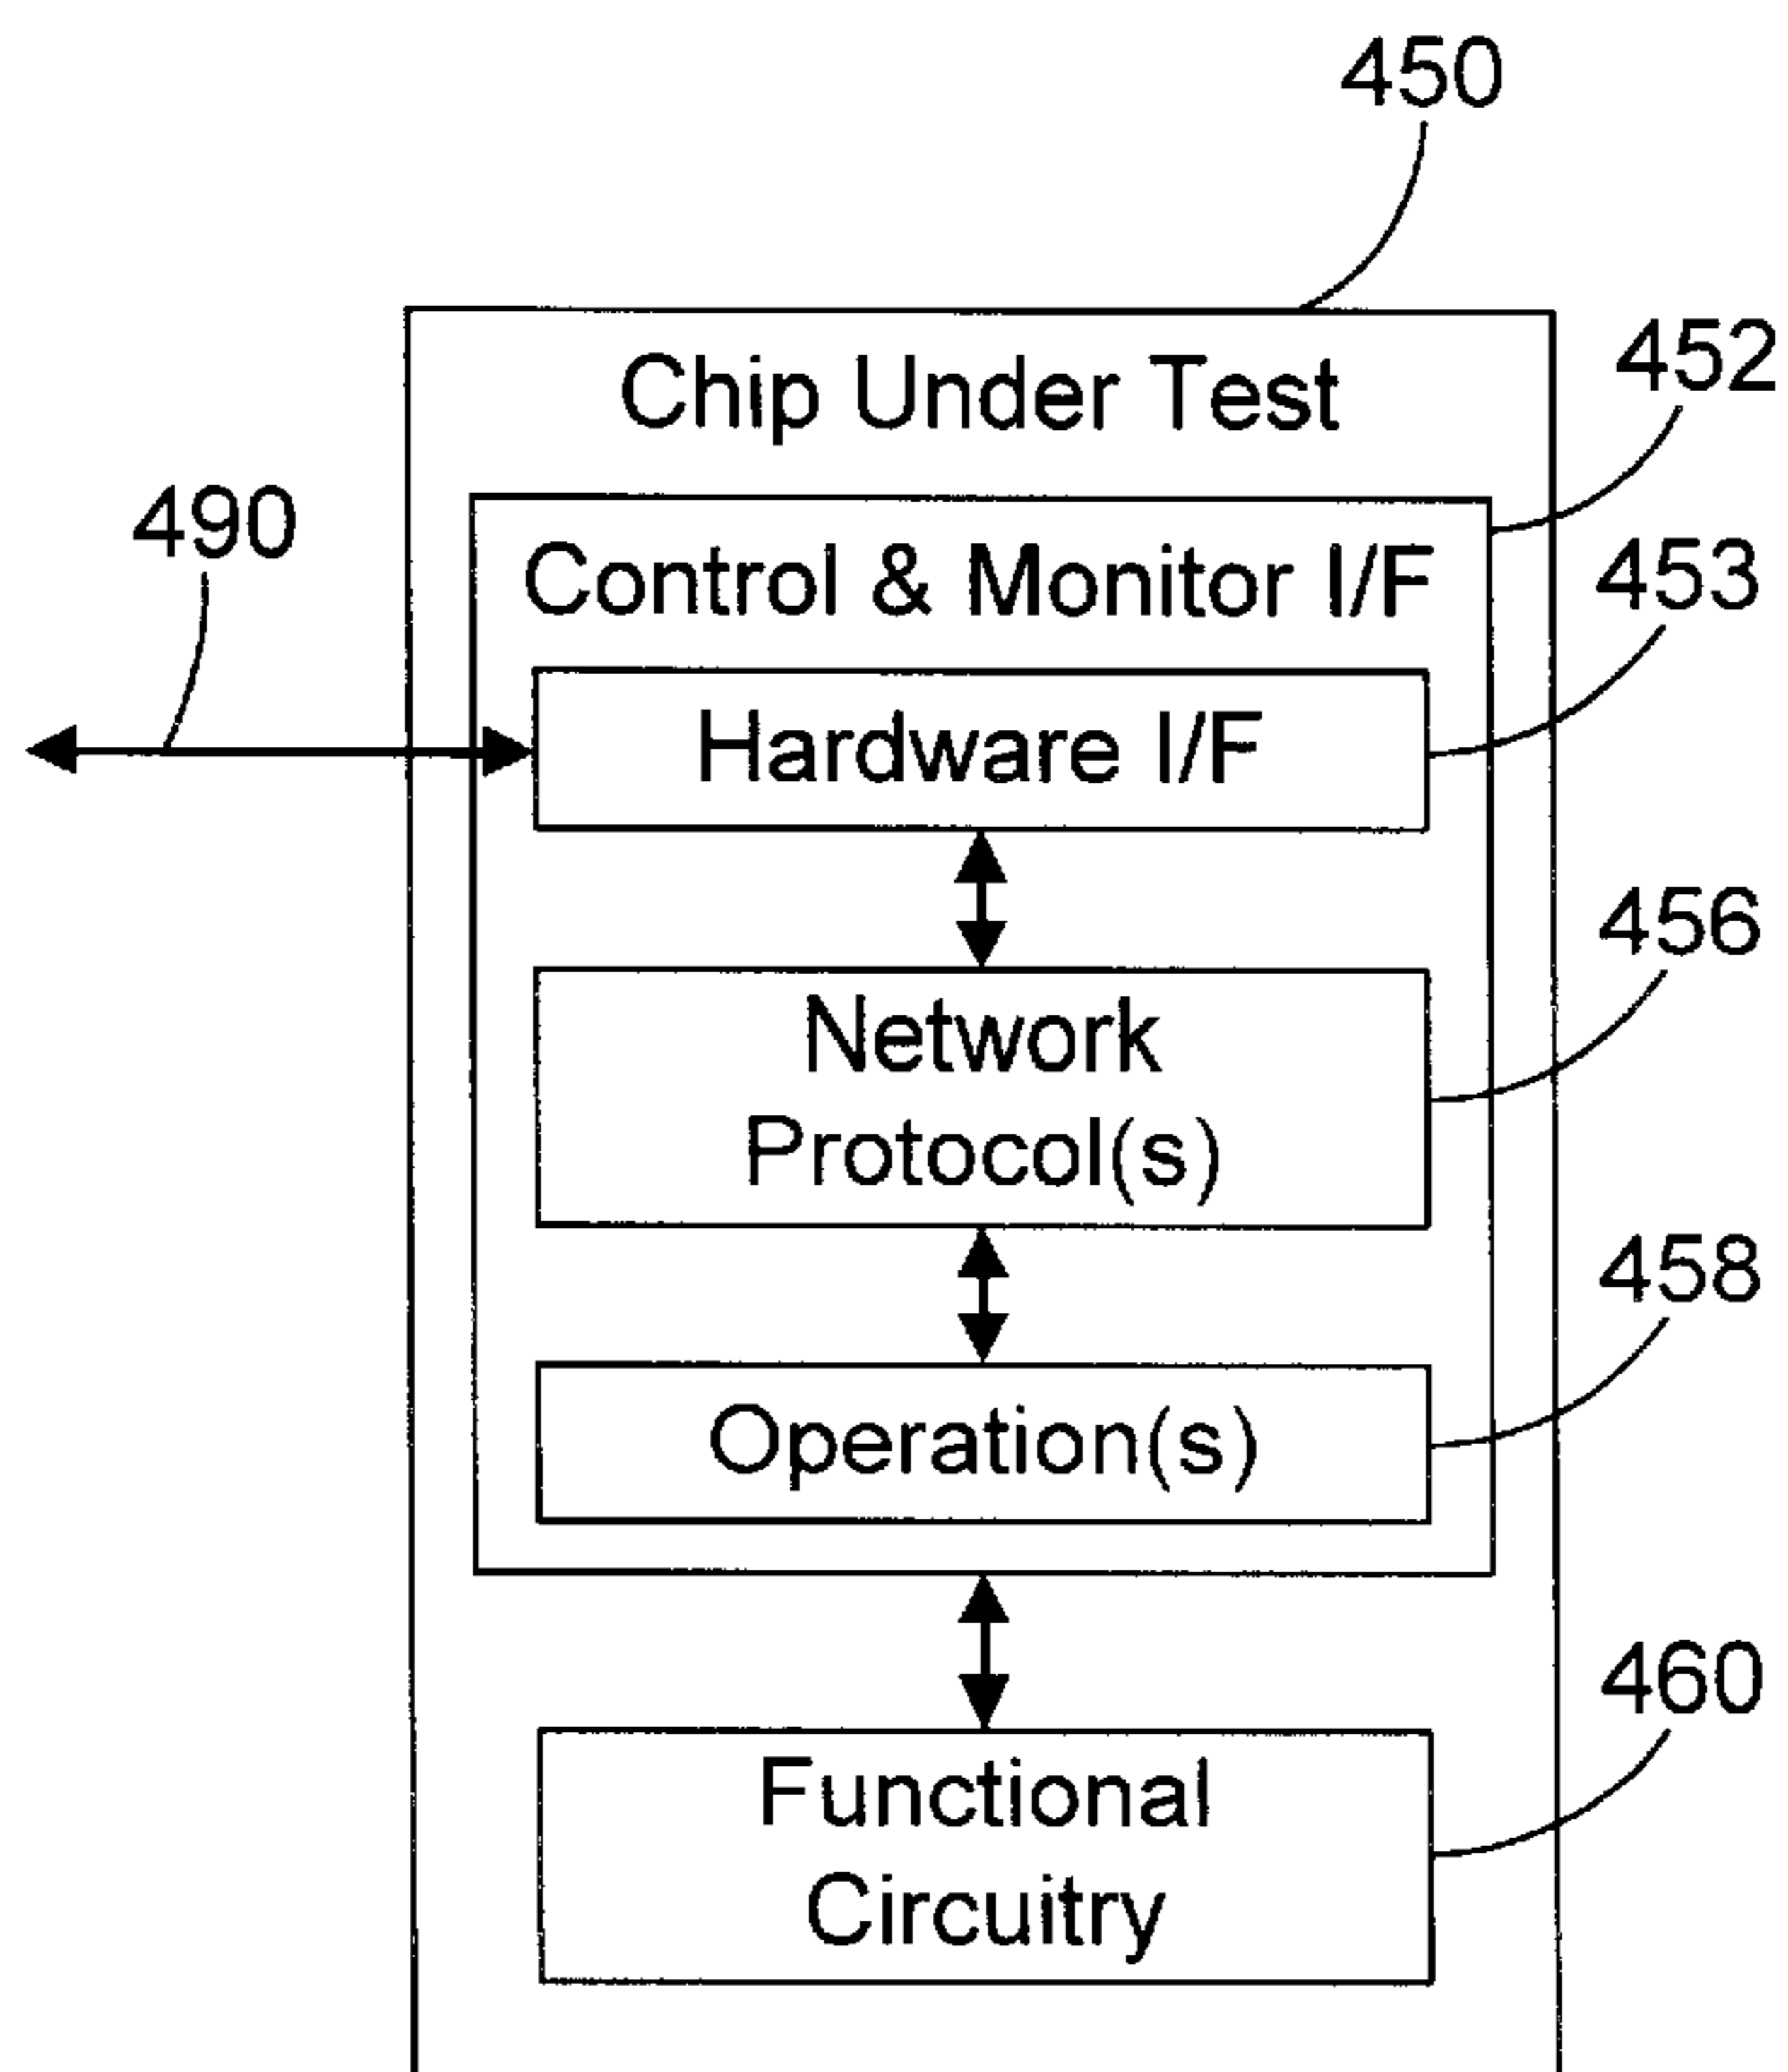 450
Chip Under Test
452
490
Control & Monitor I/F
453
Hardware I/F
456
Network
Protocol(s)
458
Operation(s)
460
Functional
Circuitry